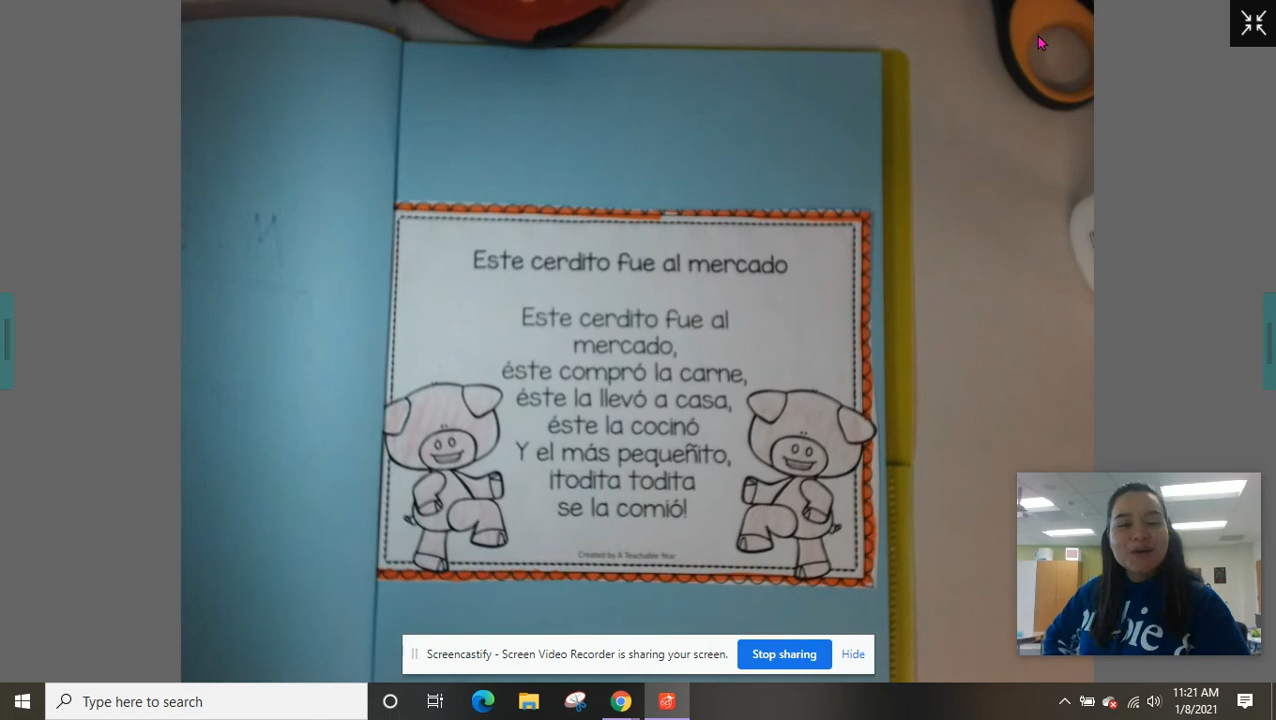 Este cerdito fue al mercado
Este cerdito fue al
mercado,
éste compró la carne,
éste la llevó a casa,
éste la cocinó
Y el más pequeñito,
¡todita todita
se la comió!
Created by A Teachable Year
Screencastify - Screen Video Recorder is sharing your screen.
Stop sharing
Hide
Type here to search
11:21 AM
1/8/2021